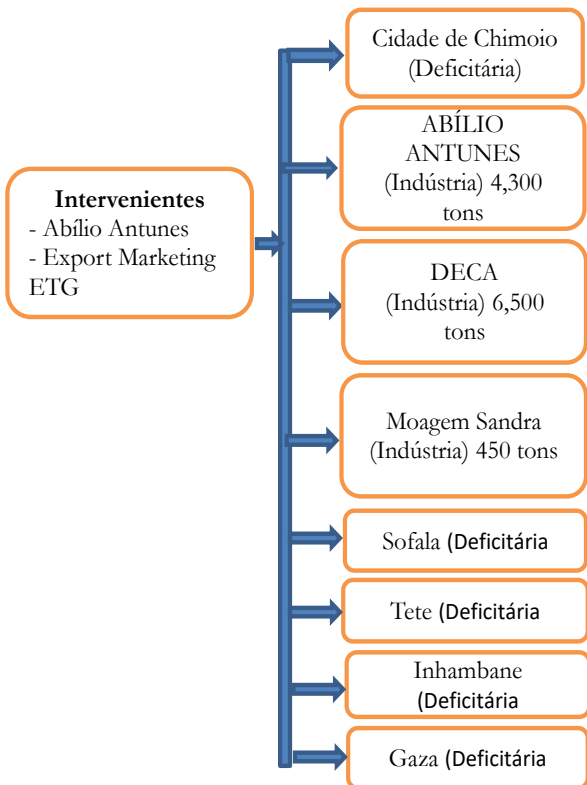 Intervenientes
- Abílio Antunes
- Export Marketing
ETG
Cidade de Chimoio
(Deficitária)
ABÍLIO
ANTUNES
(Indústria) 4,300
tons
DECA
(Indústria) 6,500
tons
Moagem Sandra
(Indústria) 450 tons
Sofala (Deficitária
Tete (Deficitária
Inhambane
(Deficitária
Gaza (Deficitária